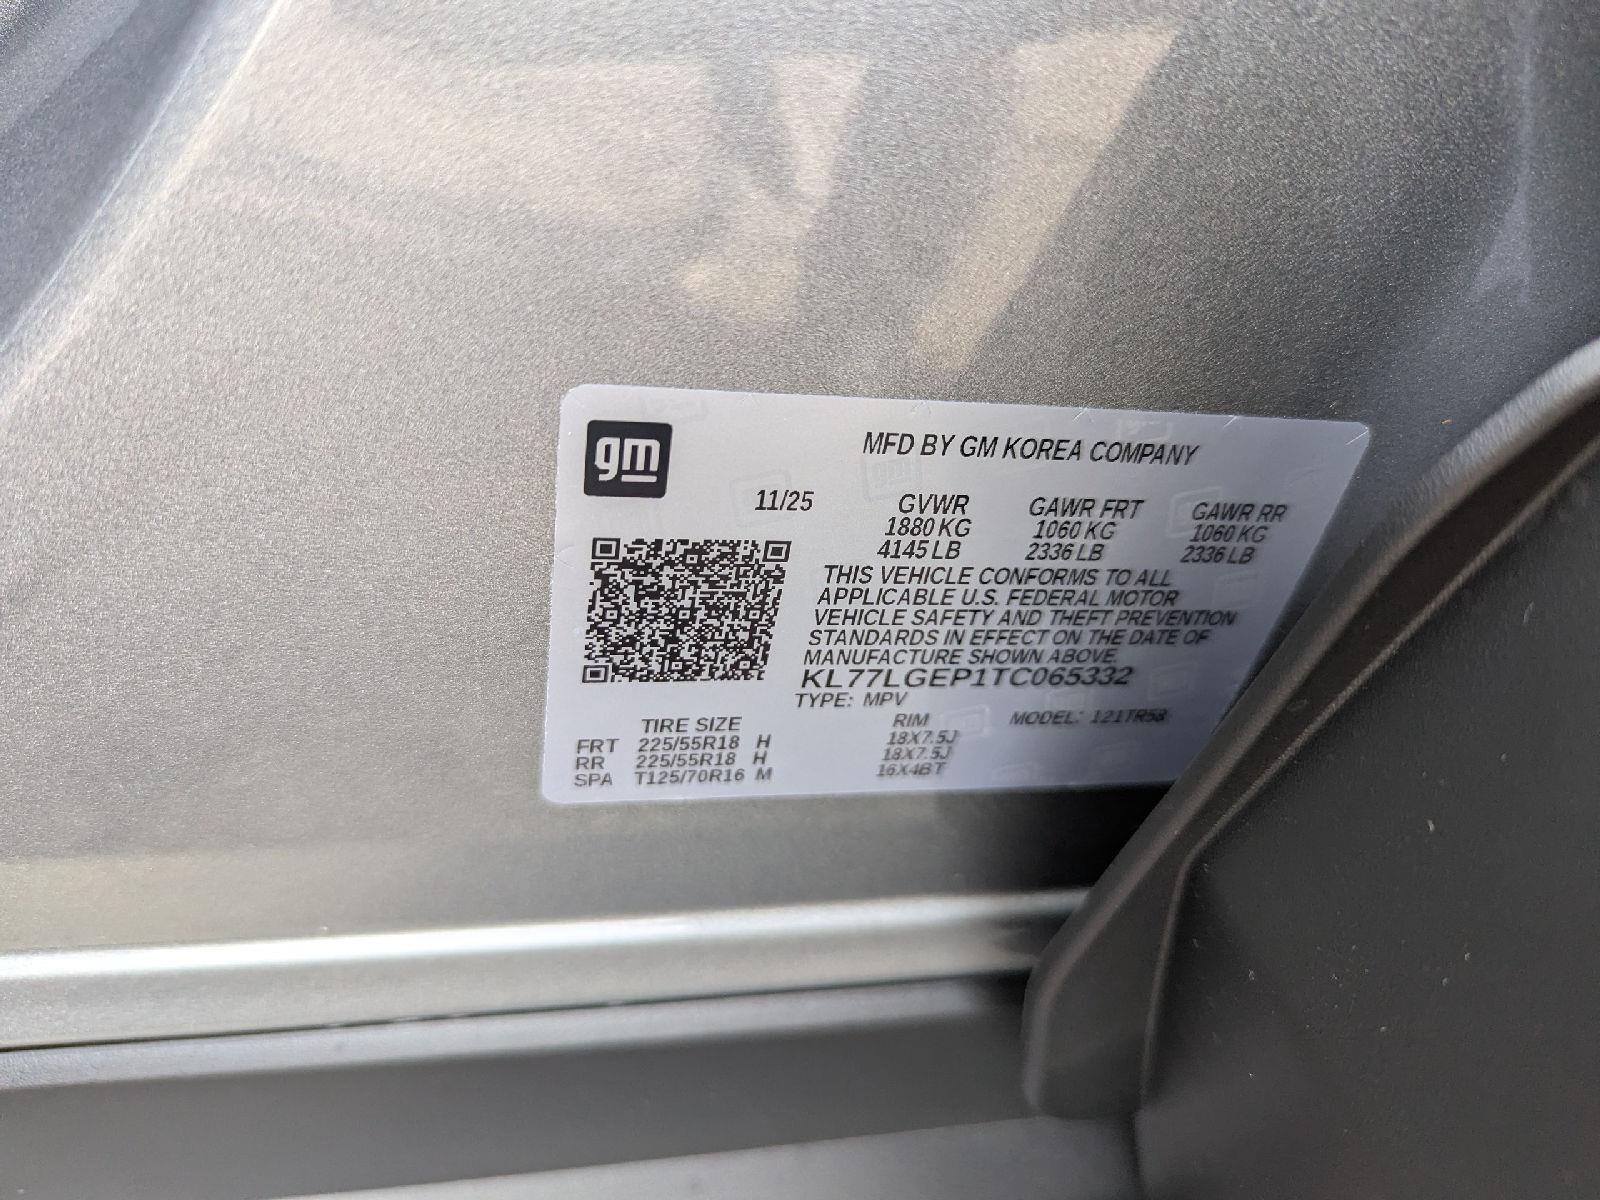 gm
MFD BY GM KOREA COMPANY
11/25 GVWR GAWR FRT GAWR RR
1880 KG 1060 KG 1060 KG
4145 LB 2336 LB 2336 LB
THIS VEHICLE CONFORMS TO ALL
APPLICABLE U.S. FEDERAL MOTOR
VEHICLE SAFETY AND THEFT PREVENTION
STANDARDS IN EFFECT ON THE DATE OF
MANUFACTURE SHOWN ABOVE.
KL77LGEP1TC065332
TYPE: MPV
TIRE SIZE RIM MODEL: 121TR58
FRT 225/55R18 H 18X7.5J
RR 225/55R18 H 18X7.5J
SPA T125/70R16 M 16X4BT